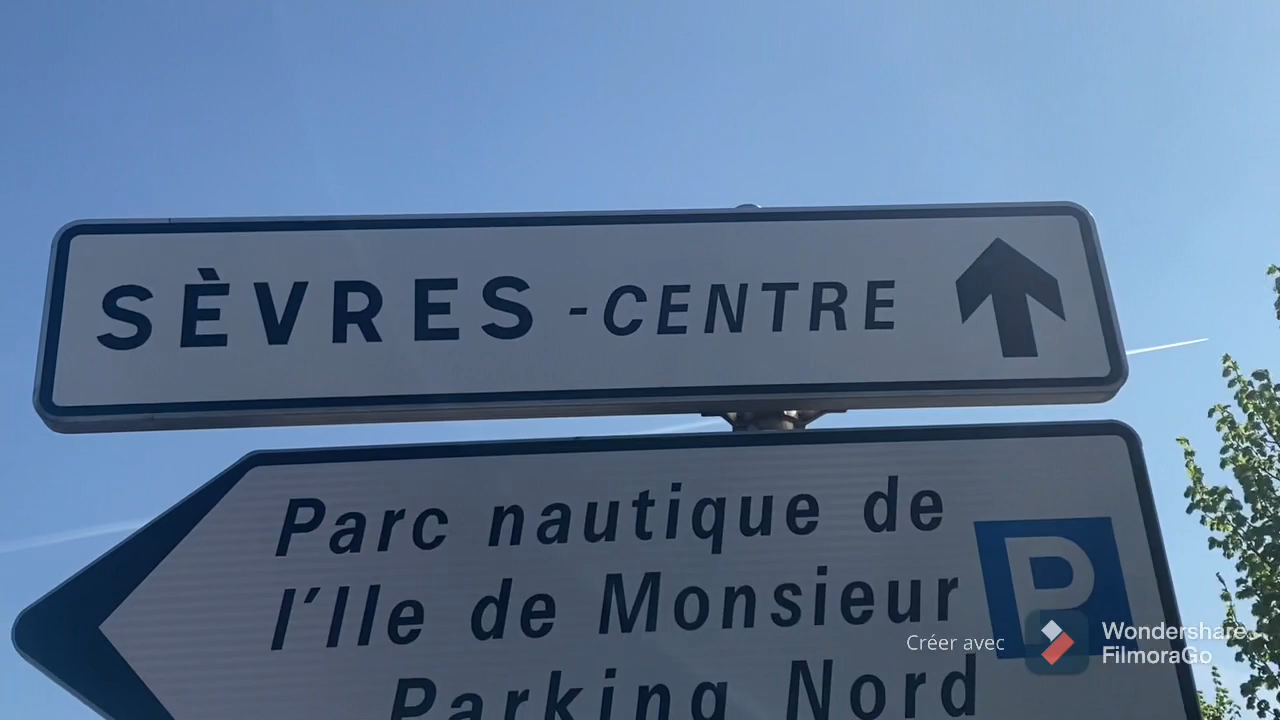 SÈVRES - CENTRE
Parc nautique de
l'Ile de Monsieur
P
Parking Nord
Créer avec
Wondershare
FilmoraGo